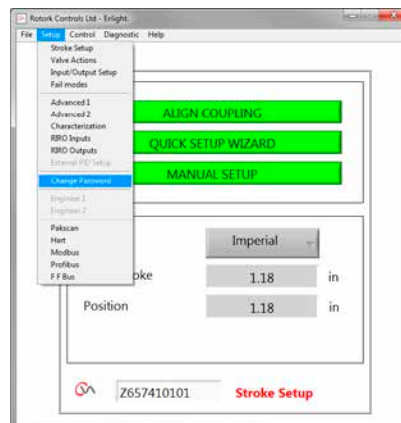 Rotork Controls Ltd - Enlight.
File Setup Control Diagnostic Help
Stroke Setup
Valve Actions
Input/Output Setup
Fail modes
Advanced 1
Advanced 2
Characterization
RIRO Inputs
RIRO Outputs
External PID Setup
Change Password
Engineer 1
Engineer 2
Pakscan
Hart
Modbus
Profibus
F F Bus
ALIGN COUPLING
QUICK SETUP WIZARD
MANUAL SETUP
Imperial
oke 1.18 in
Position 1.18 in
Z657410101 Stroke Setup